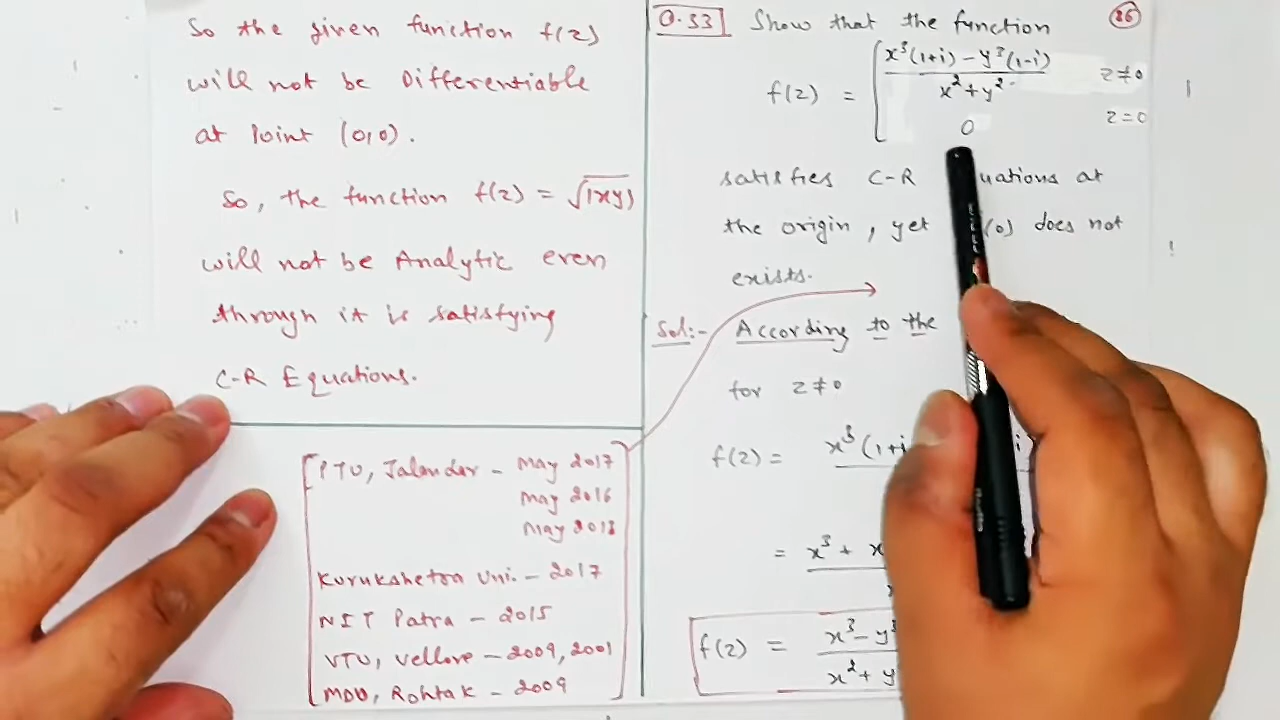 So the given function f(z)
will not be Differentiable
at Point (0,0).
So, the function f(z) = √|xy|
will not be Analytic even
through it is satisfying
C-R Equations.
[PTU, Jalandar - May 2017
May 2016
May 2018
Kurukshetra Uni. - 2017
NIT Patna - 2015
VTU, Vellore - 2009, 2001
MDU, Rohtak - 2009]
Q.33 Show that the function
86
x³(1+i) - y³(1-i)
f(z) = x²+y² z≠0
0 z=0
satisfies C-R uations at
the origin, yet (0) does not
exists.
Sol:- According to the
for z≠0
f(z) = x³(1+i i
= x³ + x
f(z) = x³-y³
x²+y